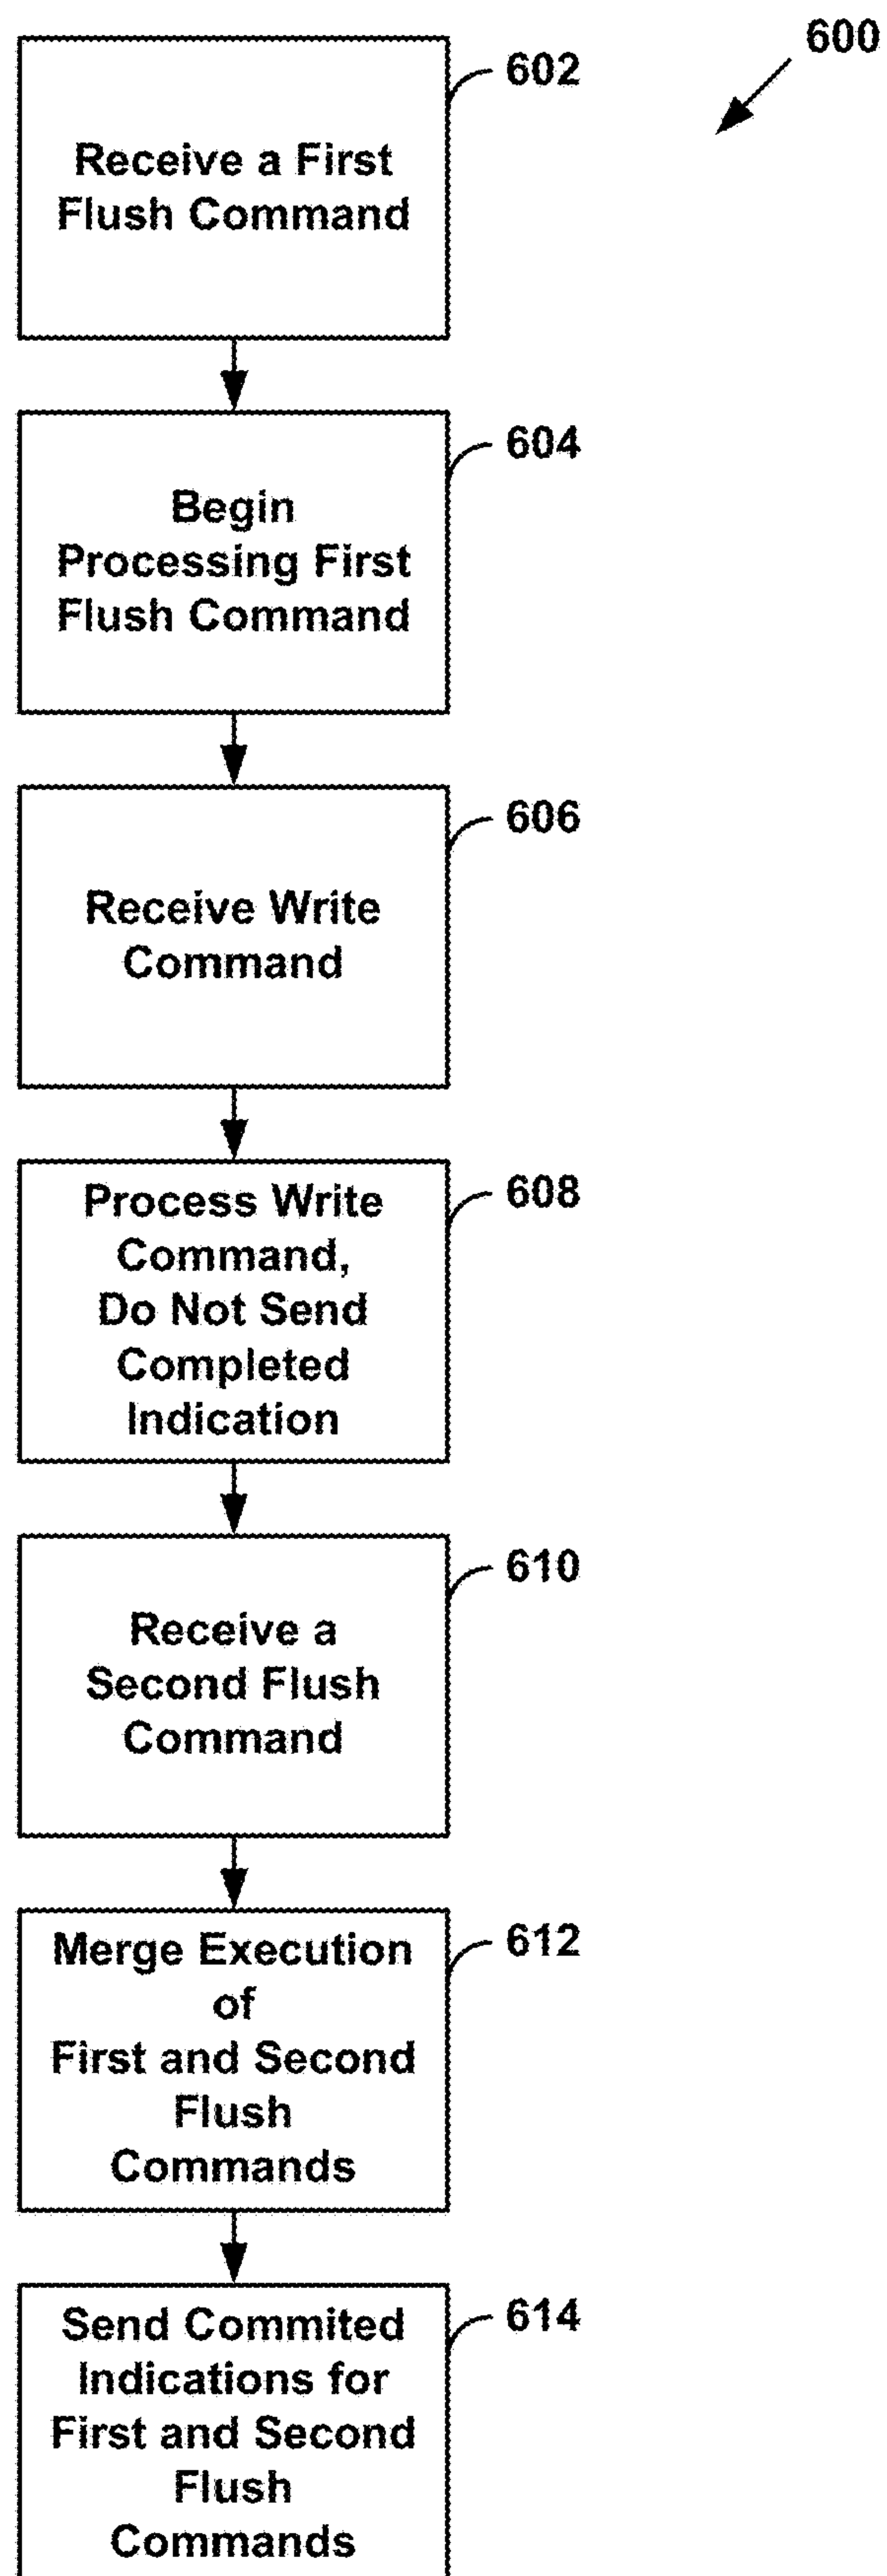 600
602
Receive a First
Flush Command
604
Begin
Processing First
Flush Command
606
Receive Write
Command
608
Process Write
Command,
Do Not Send
Completed
Indication
610
Receive a
Second Flush
Command
612
Merge Execution
of
First and Second
Flush
Commands
614
Send Commited
Indications for
First and Second
Flush
Commands